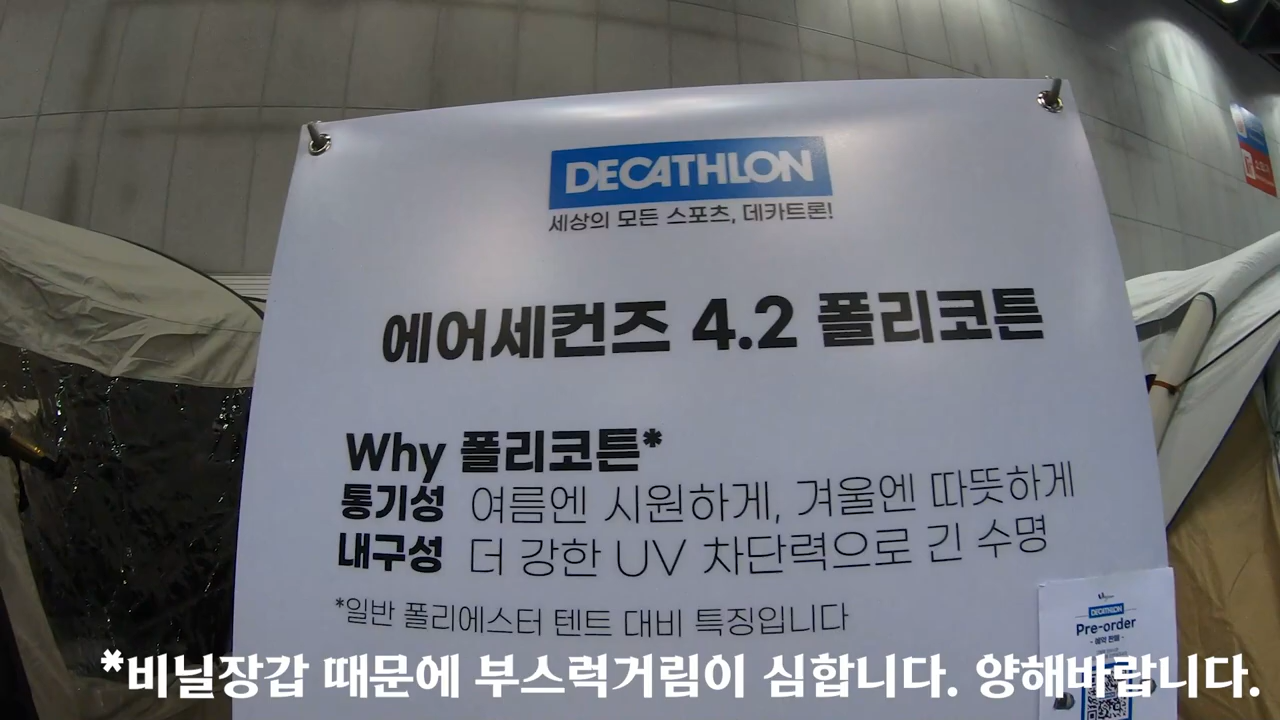 DECATHLON
세상의 모든 스포츠, 데카트론!
에어세컨즈 4.2 폴리코튼
Why 폴리코튼*
통기성 여름엔 시원하게, 겨울엔 따뜻하게
내구성 더 강한 UV 차단력으로 긴 수명
*일반 폴리에스터 텐트 대비 특징입니다
DECATHLON
Pre-order
- 예약 판매 -
*비닐장갑 때문에 부스럭거림이 심합니다. 양해바랍니다.